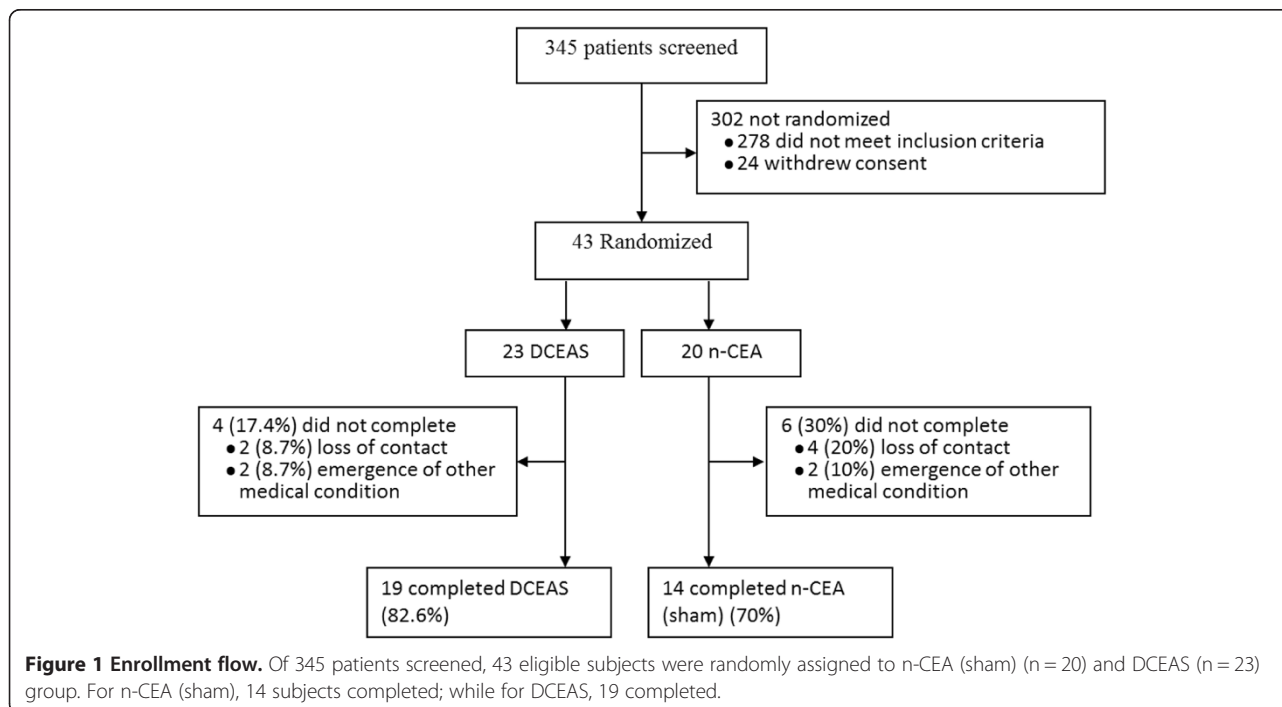 345 patients screened
302 not randomized
● 278 did not meet inclusion criteria
● 24 withdrew consent
43 Randomized
23 DCEAS
20 n-CEA
4 (17.4%) did not complete
● 2 (8.7%) loss of contact
● 2 (8.7%) emergence of other
medical condition
6 (30%) did not complete
● 4 (20%) loss of contact
● 2 (10%) emergence of other
medical condition
19 completed DCEAS
(82.6%)
14 completed n-CEA
(sham) (70%)
Figure 1 Enrollment flow. Of 345 patients screened, 43 eligible subjects were randomly assigned to n-CEA (sham) (n = 20) and DCEAS (n = 23)
group. For n-CEA (sham), 14 subjects completed; while for DCEAS, 19 completed.